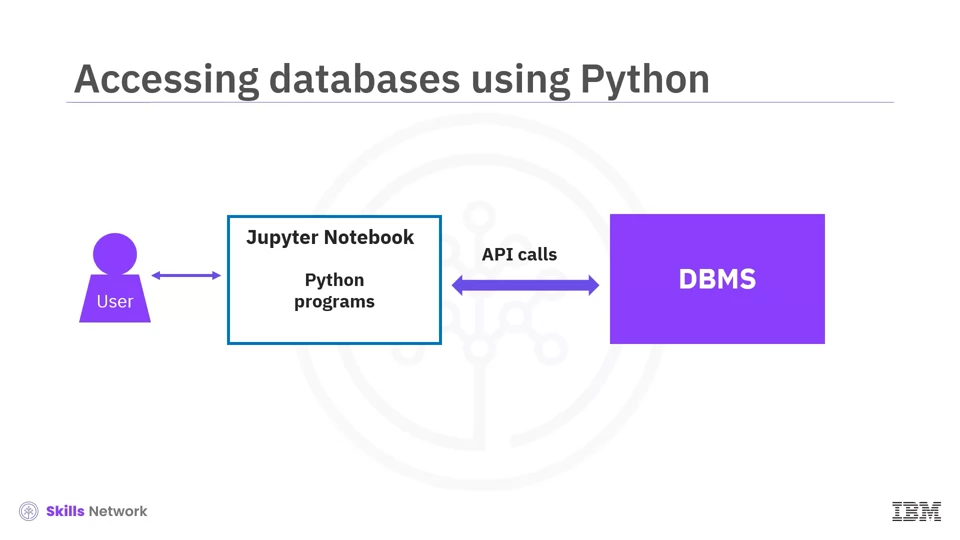 Accessing databases using Python
User
Jupyter Notebook
Python
programs
API calls
DBMS
Skills Network
IBM